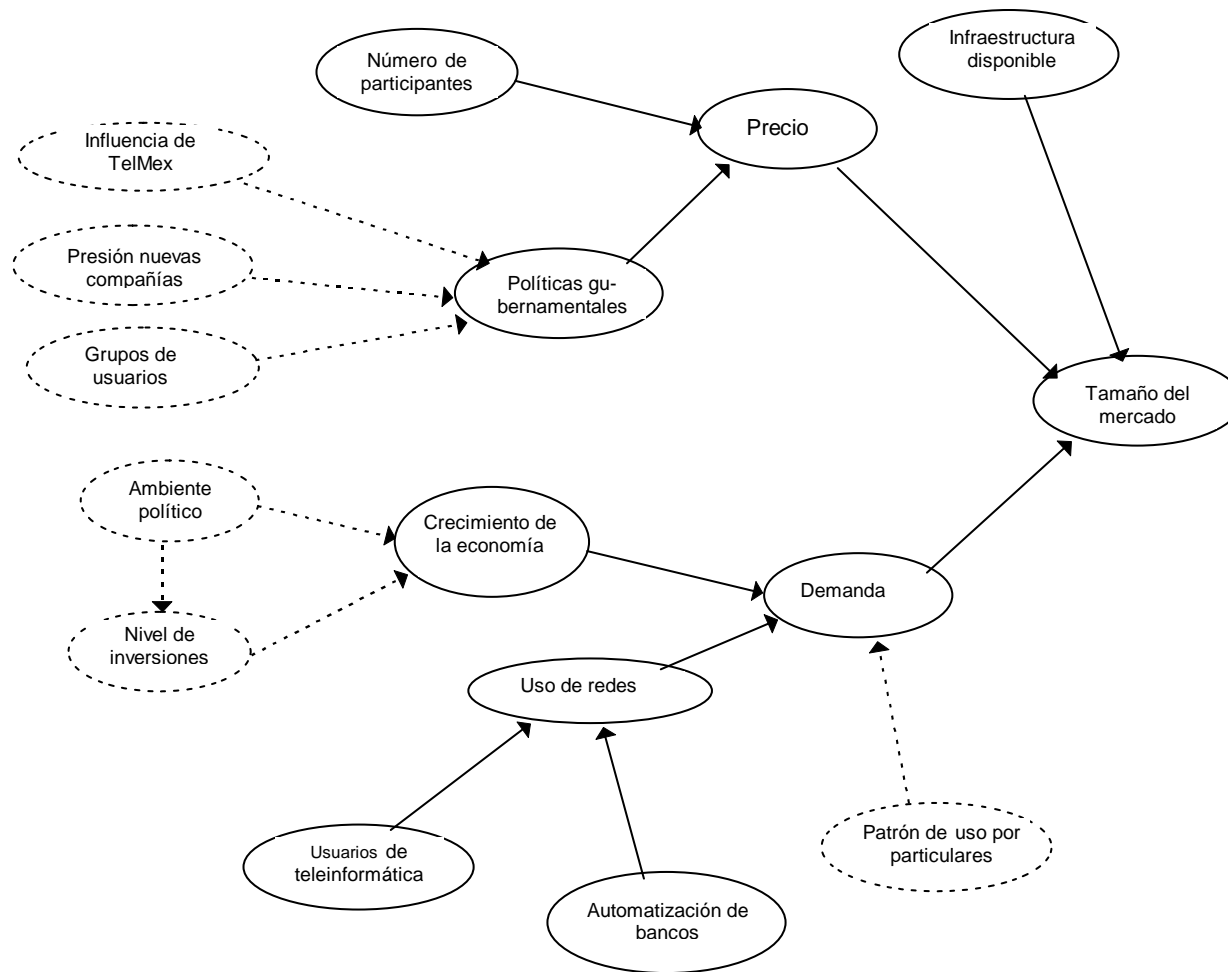 Número de
participantes
Infraestructura
disponible
Precio
Influencia de
TelMex
Presión nuevas
compañías
Políticas gu-
bernamentales
Grupos de
usuarios
Tamaño del
mercado
Ambiente
político
Crecimiento de
la economía
Demanda
Nivel de
inversiones
Uso de redes
Usuarios de
teleinformática
Patrón de uso por
particulares
Automatización de
bancos